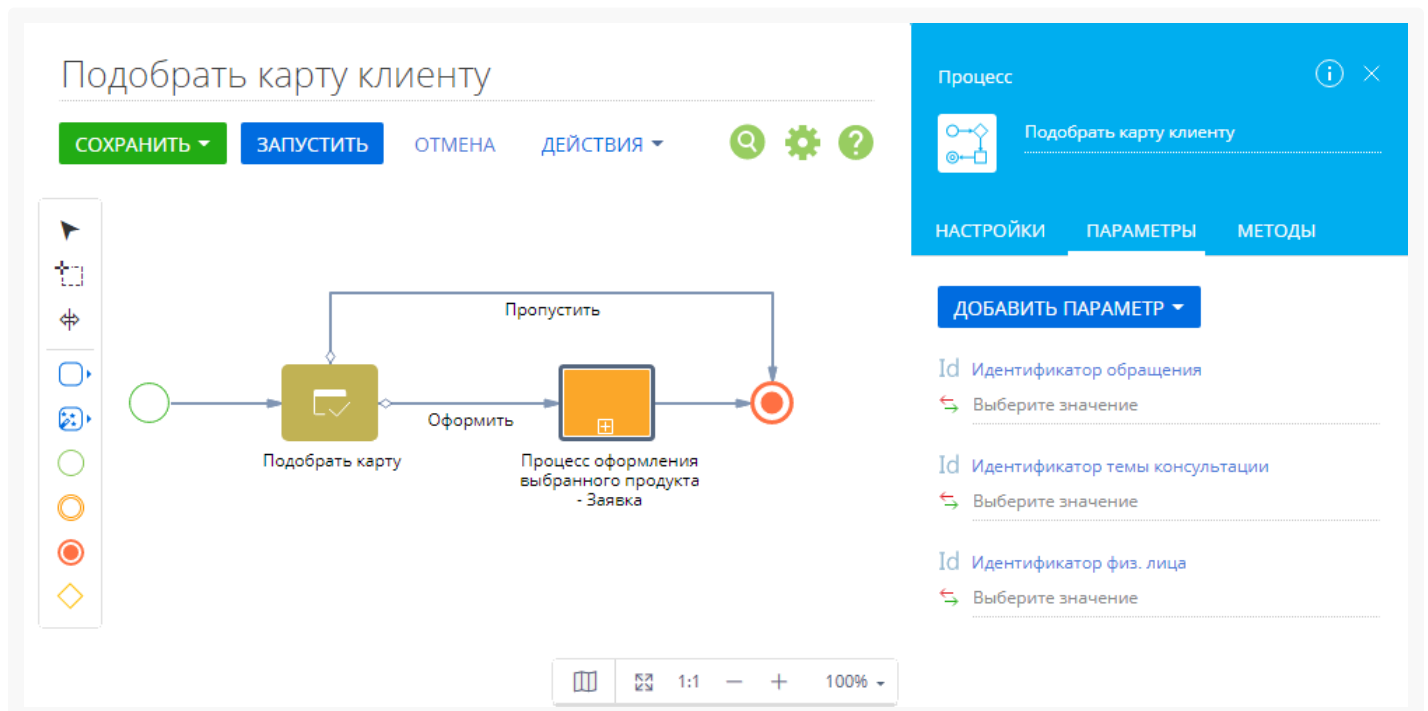 Подобрать карту клиенту
СОХРАНИТЬ
ЗАПУСТИТЬ
ОТМЕНА
ДЕЙСТВИЯ
?
Пропустить
Оформить
Подобрать карту
Процесс оформления
выбранного продукта
- Заявка
1:1
100%
Процесс
i
Подобрать карту клиенту
НАСТРОЙКИ
ПАРАМЕТРЫ
МЕТОДЫ
ДОБАВИТЬ ПАРАМЕТР
Id Идентификатор обращения
Выберите значение
Id Идентификатор темы консультации
Выберите значение
Id Идентификатор физ. лица
Выберите значение